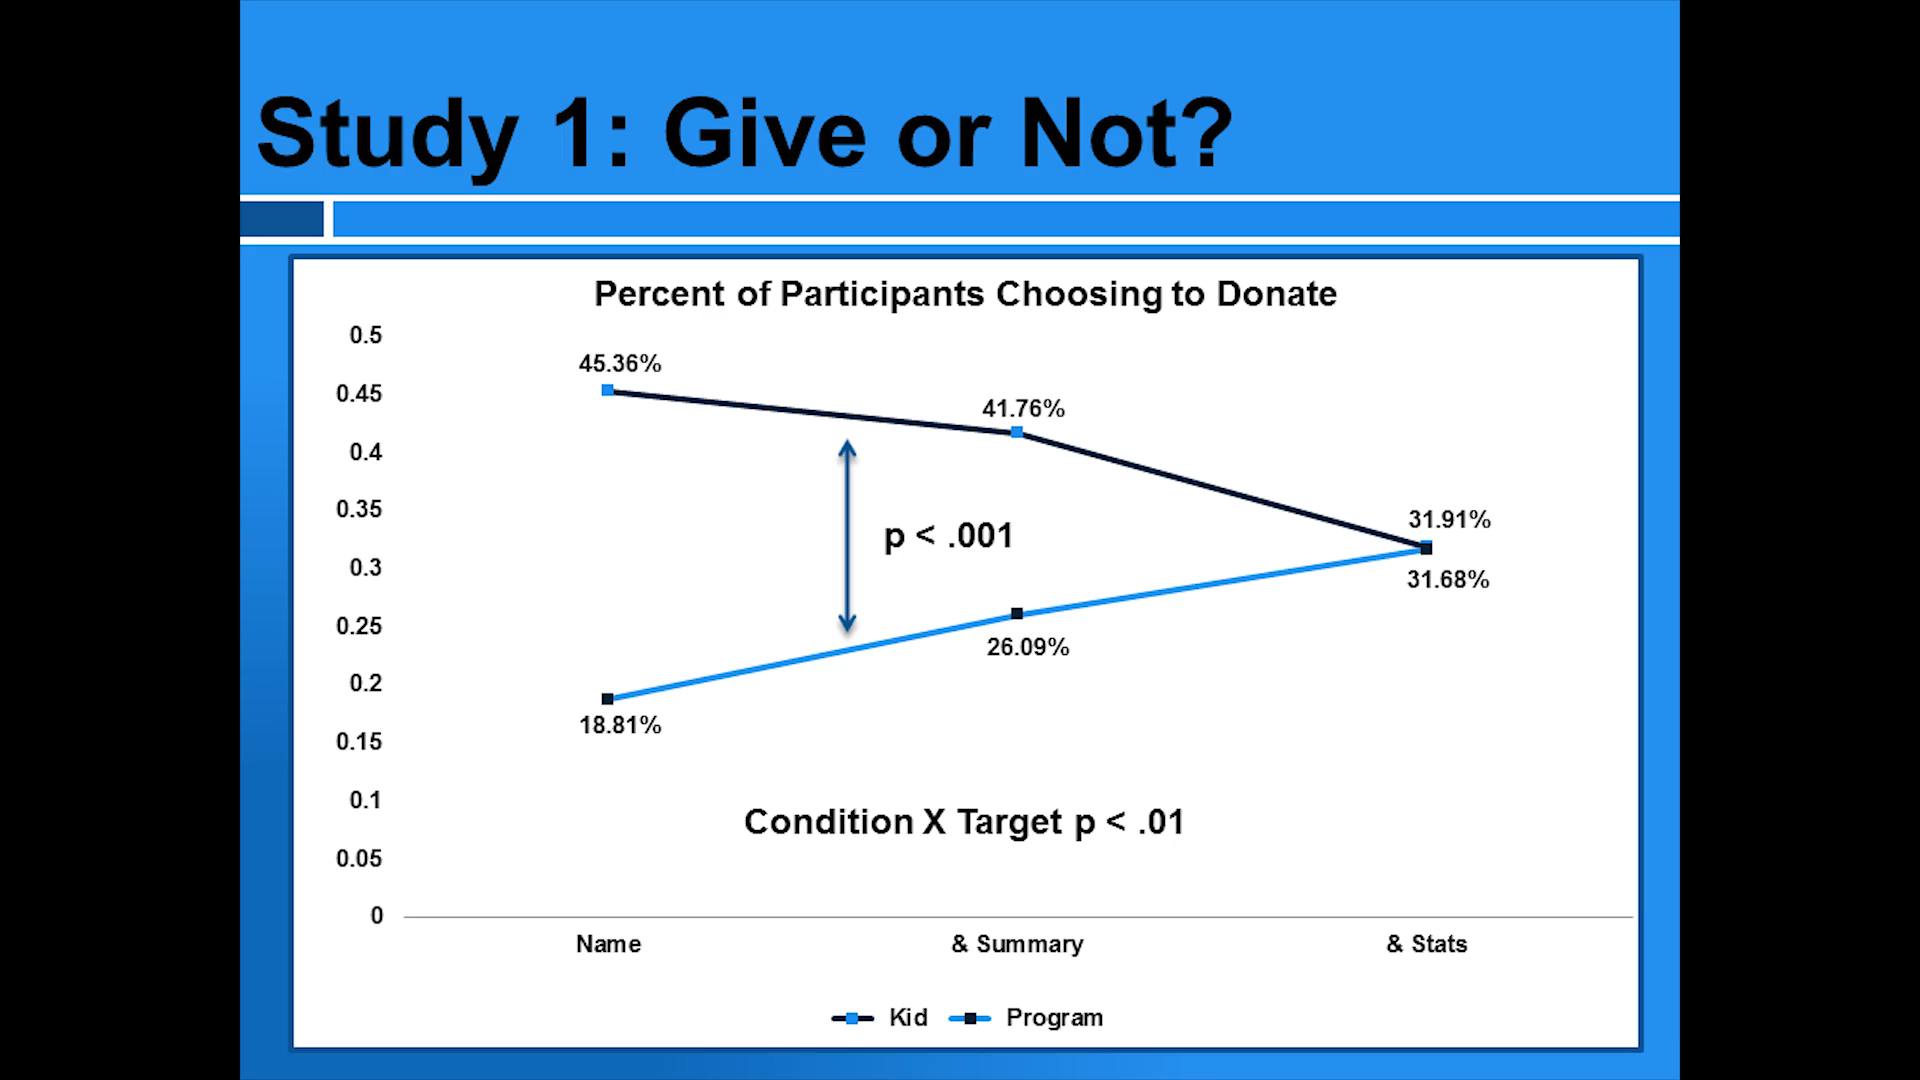 Study 1: Give or Not?
Percent of Participants Choosing to Donate
0.5
45.36%
0.45
41.76%
0.4
0.35
31.91%
p < .001
0.3
31.68%
0.25
26.09%
0.2
18.81%
0.15
0.1
Condition X Target p < .01
0.05
0
Name & Summary & Stats
Kid Program